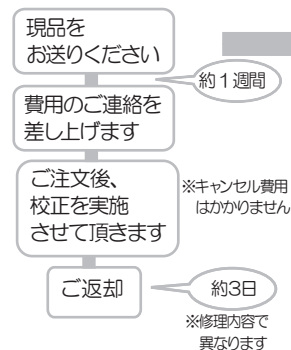 現品を
お送りください
約１週間
費用のご連絡を
差し上げます
ご注文後、
校正を実施
させて頂きます
※キャンセル費用
はかかりません
ご返却
約3日
※修理内容で
異なります